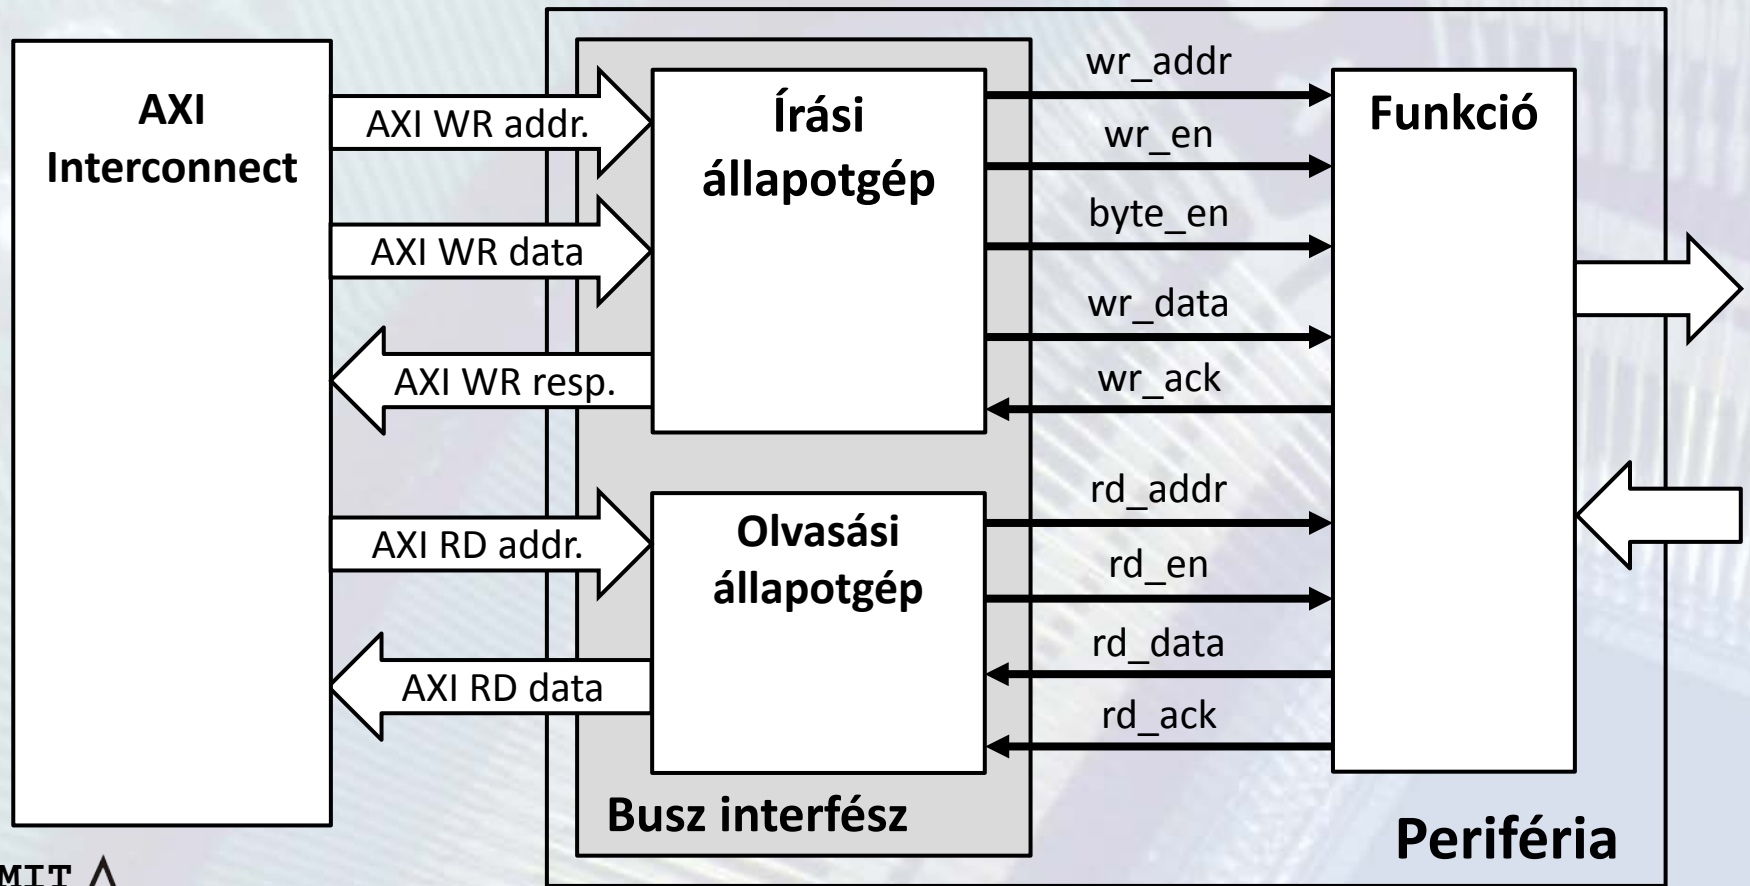 AXI
Interconnect
AXI WR addr.
AXI WR data
AXI WR resp.
AXI RD addr.
AXI RD data
Írási
állapotgép
Olvasási
állapotgép
Busz interfész
wr_addr
wr_en
byte_en
wr_data
wr_ack
rd_addr
rd_en
rd_data
rd_ack
Funkció
Periféria
MIT